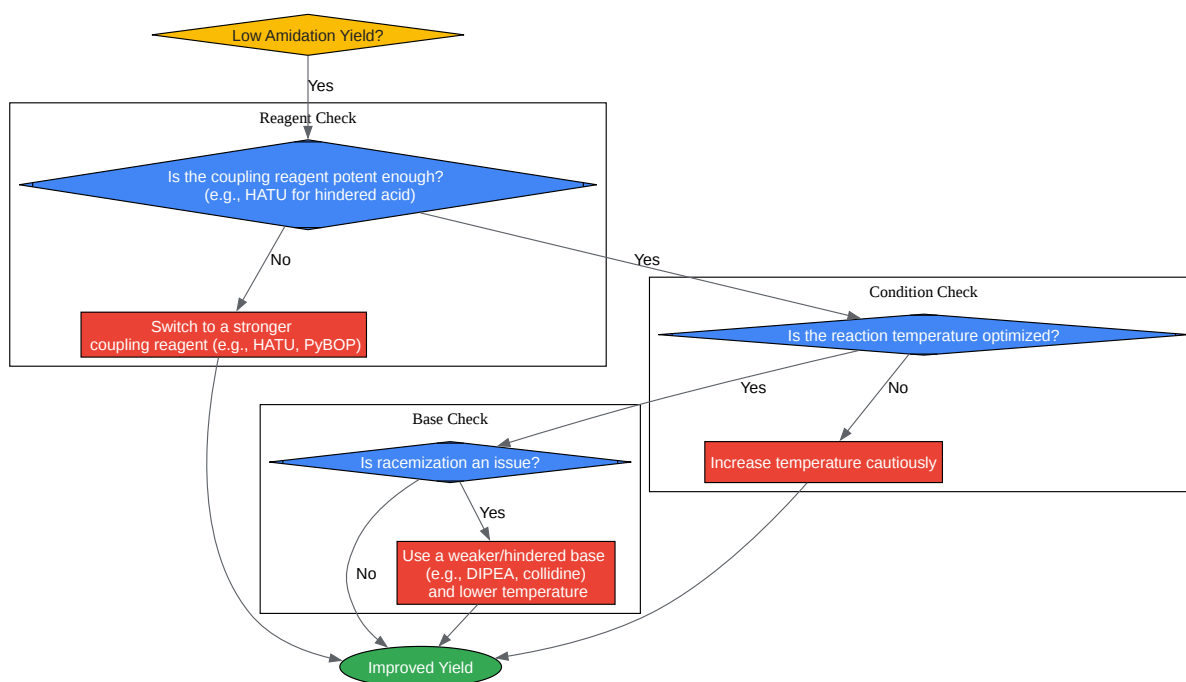 Low Amidation Yield?
Yes
Reagent Check
Is the coupling reagent potent enough?
(e.g., HATU for hindered acid)
No
Yes
Switch to a stronger
coupling reagent (e.g., HATU, PyBOP)
Condition Check
Is the reaction temperature optimized?
Yes
No
Base Check
Is racemization an issue?
Increase temperature cautiously
Yes
No
Use a weaker/hindered base
(e.g., DIPEA, collidine)
and lower temperature
Improved Yield